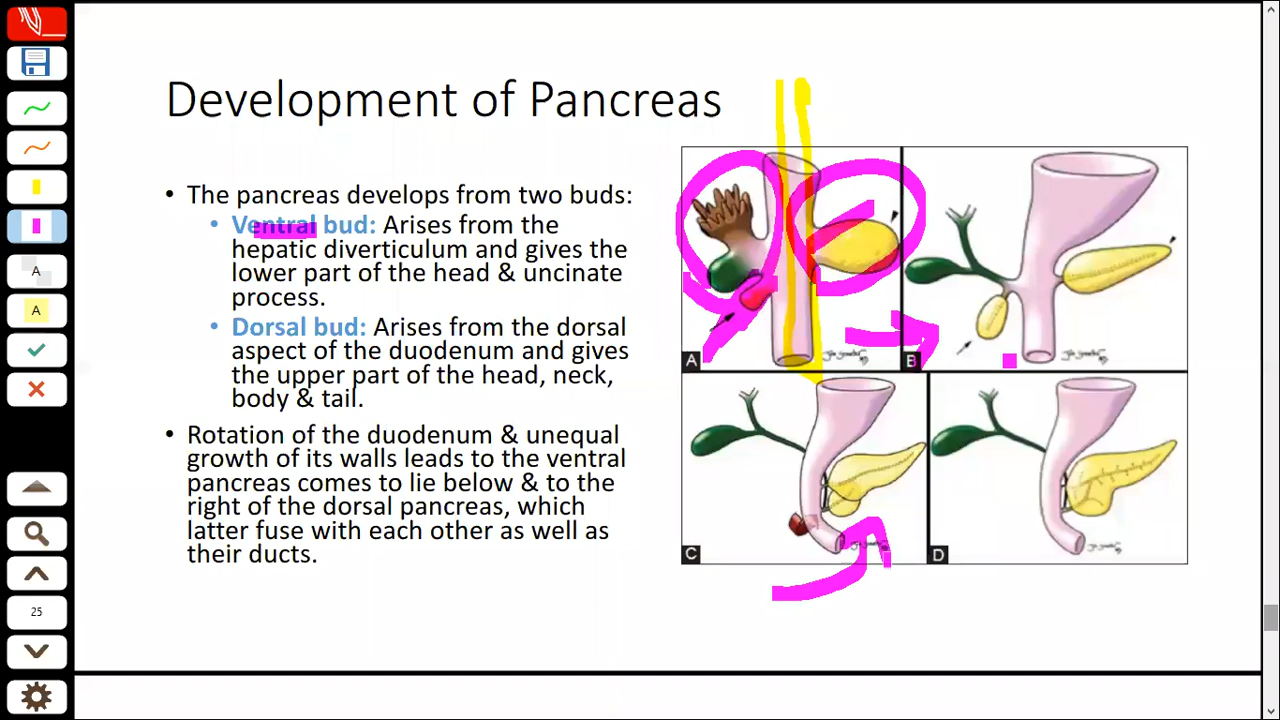 Development of Pancreas
• The pancreas develops from two buds:
• Ventral bud: Arises from the
hepatic diverticulum and gives the
lower part of the head & uncinate
process.
• Dorsal bud: Arises from the dorsal
aspect of the duodenum and gives
the upper part of the head, neck,
body & tail.
• Rotation of the duodenum & unequal
growth of its walls leads to the ventral
pancreas comes to lie below & to the
right of the dorsal pancreas, which
latter fuse with each other as well as
their ducts.
A
B
C
D
A
A
25